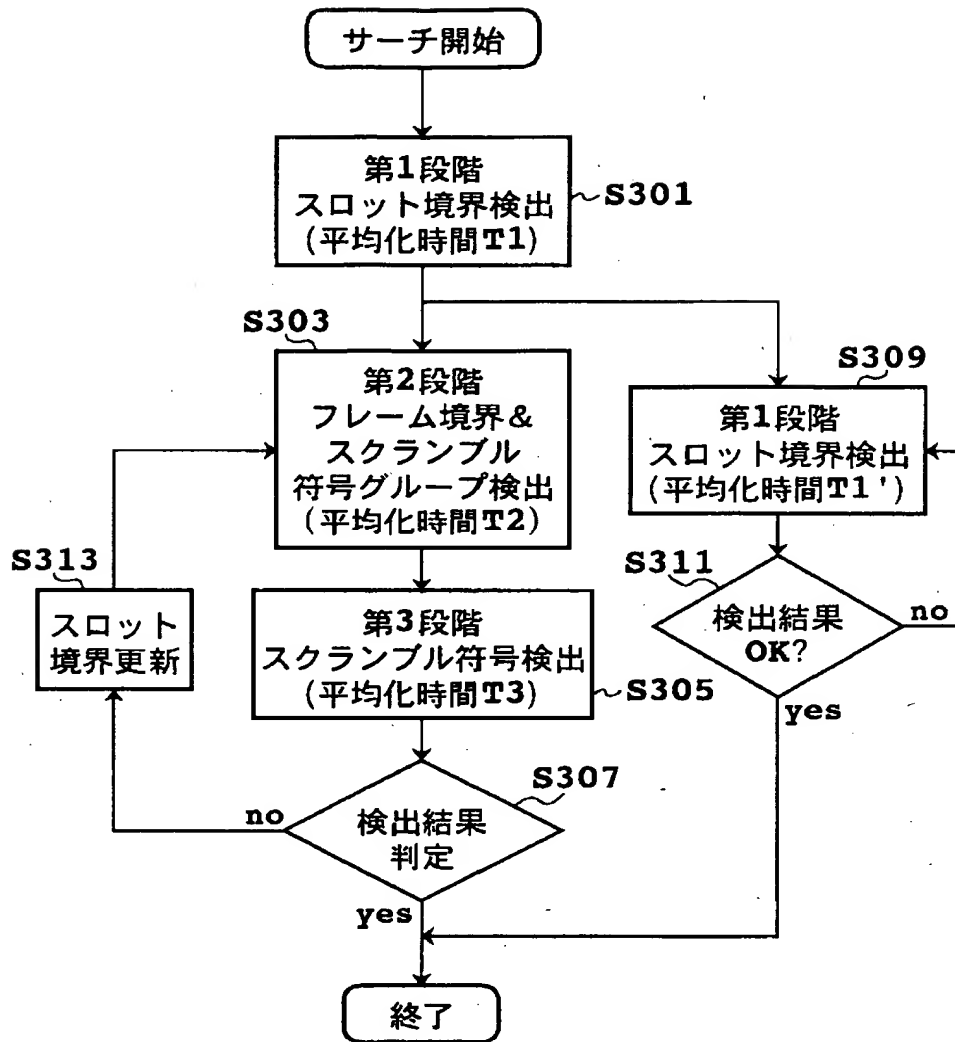 サーチ開始
第1段階
スロット境界検出
(平均化時間T1)
S301
S303
第2段階
フレーム境界&
スクランブル
符号グループ検出
(平均化時間T2)
S309
第1段階
スロット境界検出
(平均化時間T1')
S313
スロット
境界更新
S311
検出結果
OK?
no
yes
第3段階
スクランブル符号検出
(平均化時間T3)
S305
S307
検出結果
判定
no
yes
終了